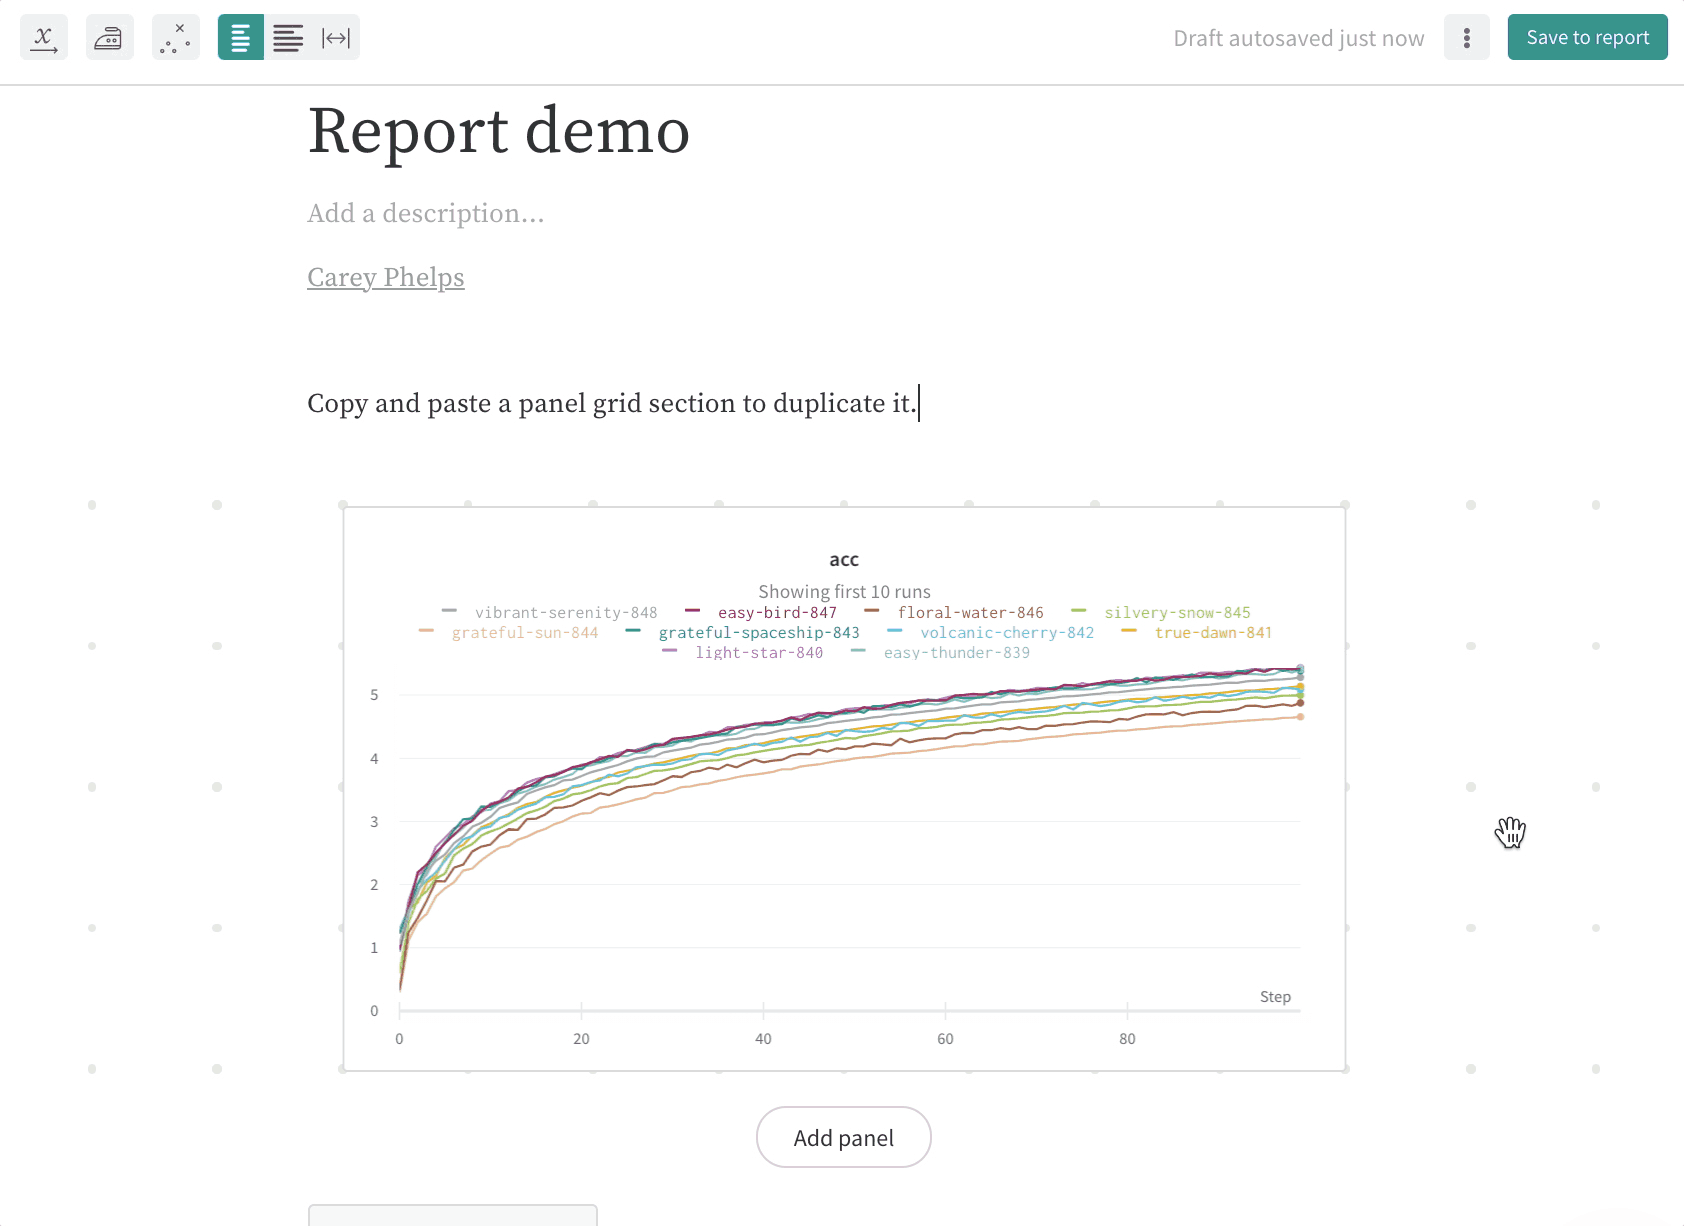 x
Draft autosaved just now
Save to report
Report demo
Add a description...
Carey Phelps
Copy and paste a panel grid section to duplicate it.
acc
Showing first 10 runs
vibrant-serenity-848 easy-bird-847 floral-water-846 silvery-snow-845
grateful-sun-844 grateful-spaceship-843 volcanic-cherry-842 true-dawn-841
light-star-840 easy-thunder-839
5
4
3
2
1
0
Step
0 20 40 60 80
Add panel